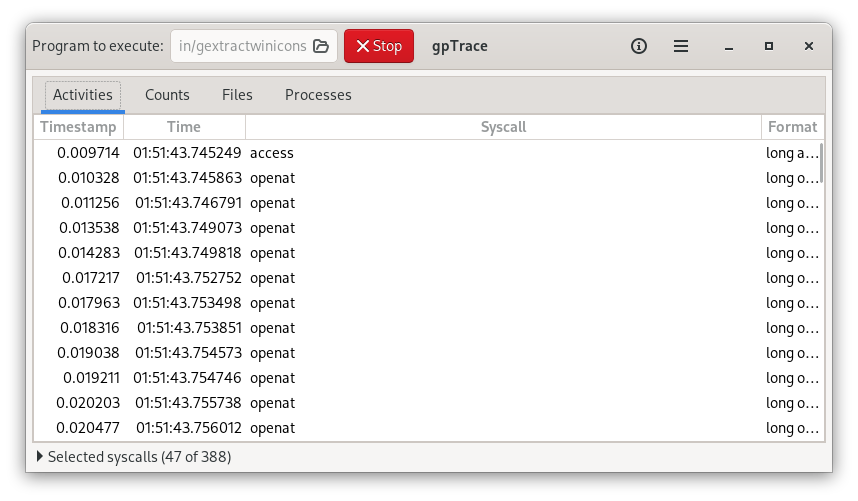 Program to execute: in/gextractwinicons Stop gpTrace
Activities Counts Files Processes
Timestamp Time Syscall Format
0.009714 01:51:43.745249 access long a…
0.010328 01:51:43.745863 openat long o…
0.011256 01:51:43.746791 openat long o…
0.013538 01:51:43.749073 openat long o…
0.014283 01:51:43.749818 openat long o…
0.017217 01:51:43.752752 openat long o…
0.017963 01:51:43.753498 openat long o…
0.018316 01:51:43.753851 openat long o…
0.019038 01:51:43.754573 openat long o…
0.019211 01:51:43.754746 openat long o…
0.020203 01:51:43.755738 openat long o…
0.020477 01:51:43.756012 openat long o…
Selected syscalls (47 of 388)